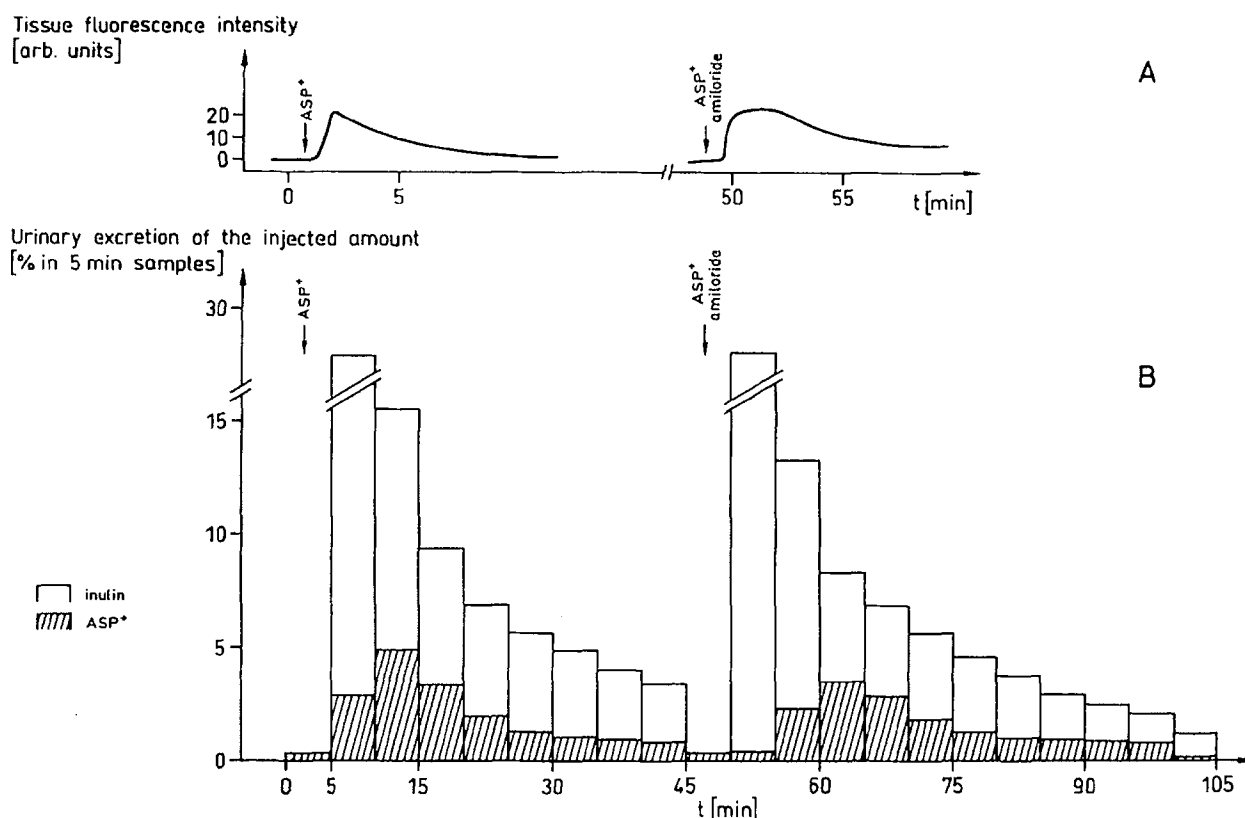 Tissue fluorescence intensity
[arb. units]
A
ASP⁺
ASP⁺
amiloride
20
10
0
0 5 50 55
t [min]
Urinary excretion of the injected amount
[% in 5 min samples]
ASP⁺
ASP⁺
amiloride
B
30
15
10
5
0
inulin
ASP⁺
0 5 15 30 45 60 75 90 105
t [min]